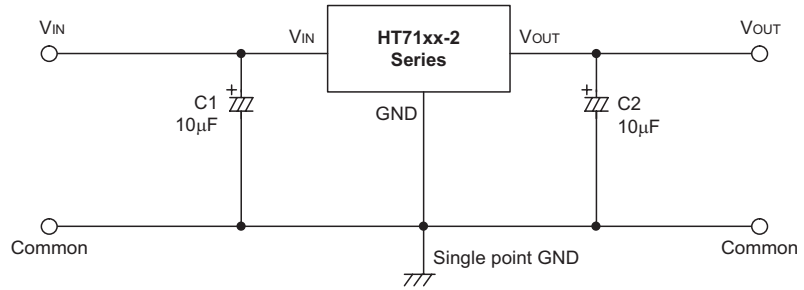 VIN
VIN
HT71xx-2
Series
VOUT
VOUT
+
C1
10μF
GND
+
C2
10μF
Common
Single point GND
Common